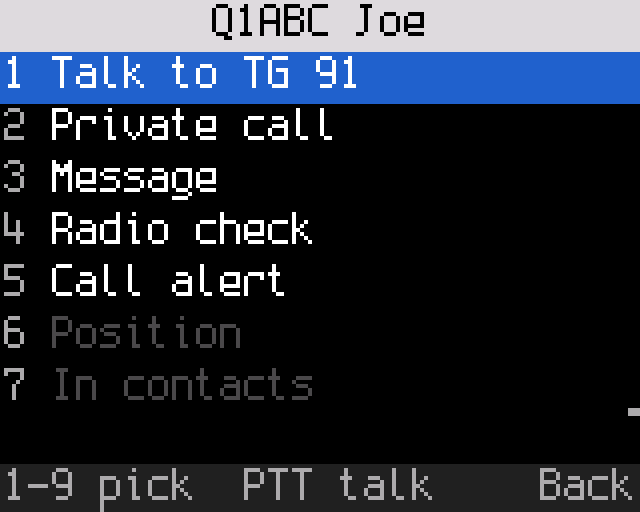 Q1ABC Joe
1 Talk to TG 91
2 Private call
3 Message
4 Radio check
5 Call alert
6 Position
7 In contacts
1-9 pick PTT talk Back